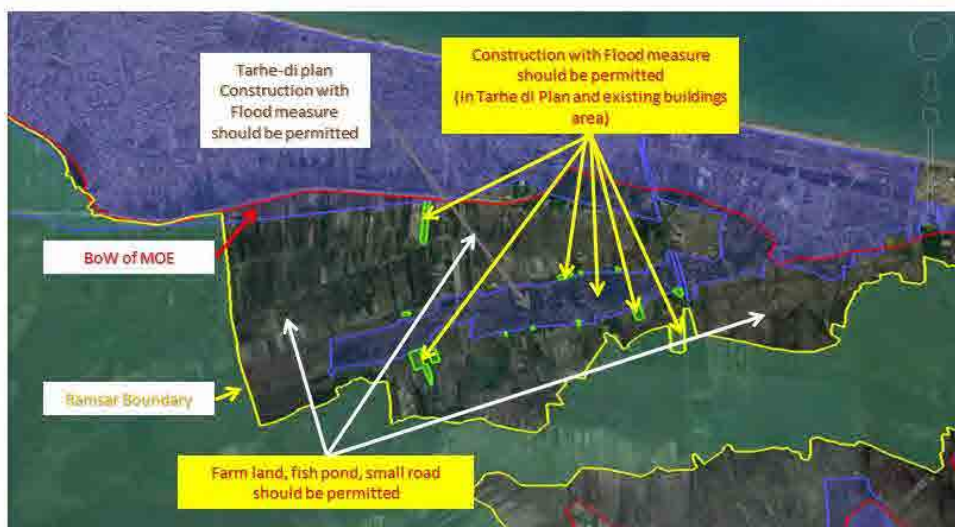 Tarhe-di plan
Construction with
Flood measure
should be permitted
Construction with Flood measure
should be permitted
(in Tarhe di Plan and existing buildings
area)
BoW of MOE
Ramsar Boundary
Farm land, fish pond, small road
should be permitted